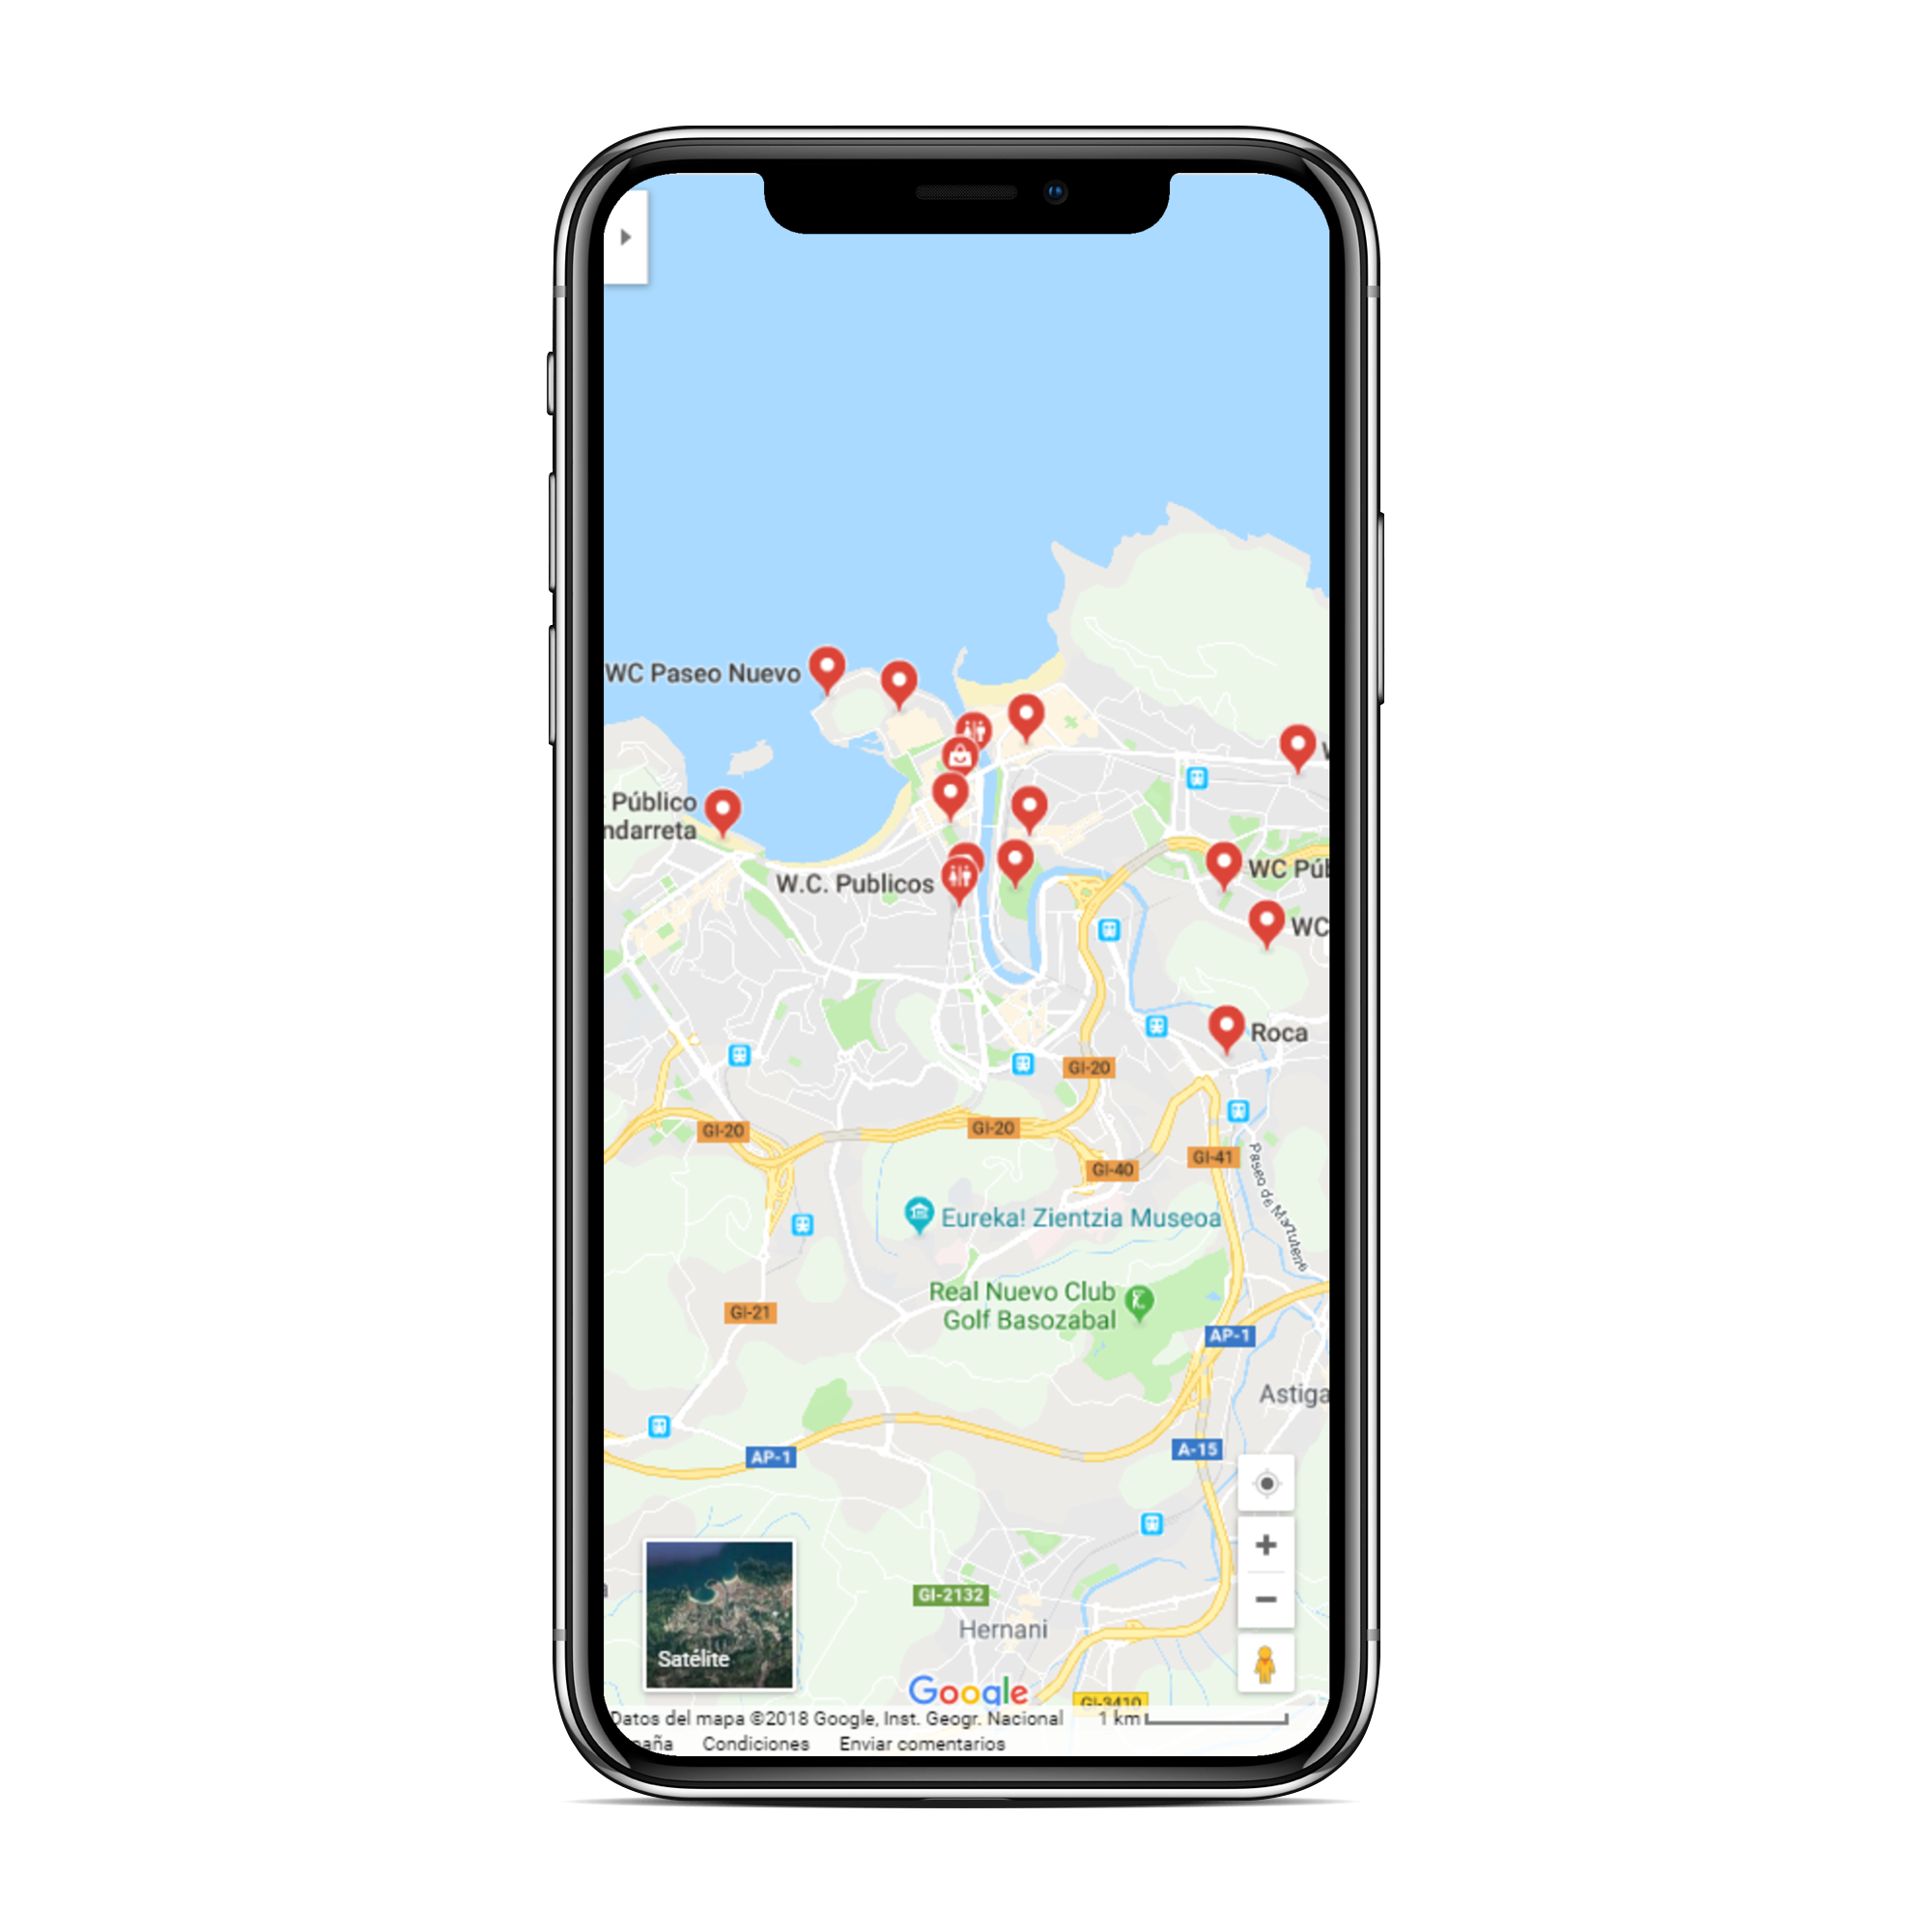 WC Paseo Nuevo
Público
ndarreta
W.C. Publicos
WC Púb
WC
Roca
GI-20
GI-20
GI-20
GI-40
GI-41
Paseo de Martutene
Eureka! Zientzia Museoa
Real Nuevo Club
Golf Basozabal
GI-21
AP-1
Astiga
AP-1
A-15
GI-2132
Hernani
Satélite
Google
GI-3410
Datos del mapa ©2018 Google, Inst. Geogr. Nacional 1 km
paña Condiciones Enviar comentarios